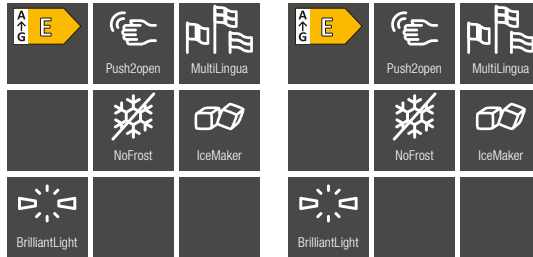 A
↑
G
E
Push2open
MultiLingua
NoFrost
IceMaker
BrilliantLight
A
↑
G
E
Push2open
MultiLingua
NoFrost
IceMaker
BrilliantLight